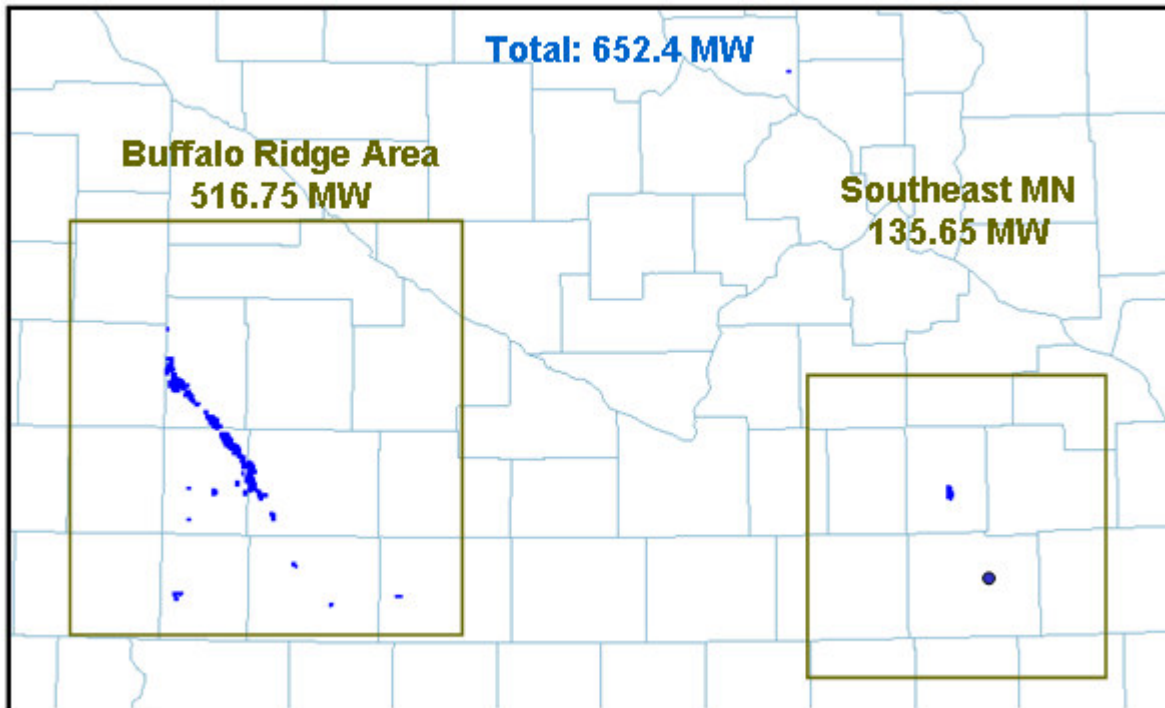 Total: 652.4 MW
Buffalo Ridge Area
516.75 MW
Southeast MN
135.65 MW